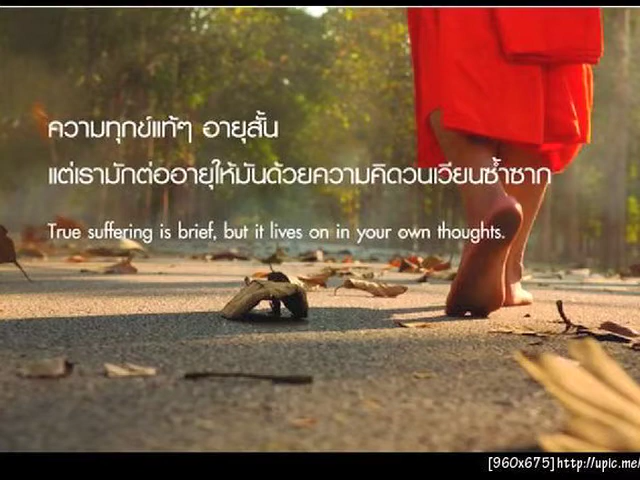 ความทุกข์แท้ๆ อายุสั้น
แต่เรามักต่ออายุให้มันด้วยความคิดวนเวียนซ้ำซาก
True suffering is brief, but it lives on in your own thoughts.
[960x675] http://upic.me/